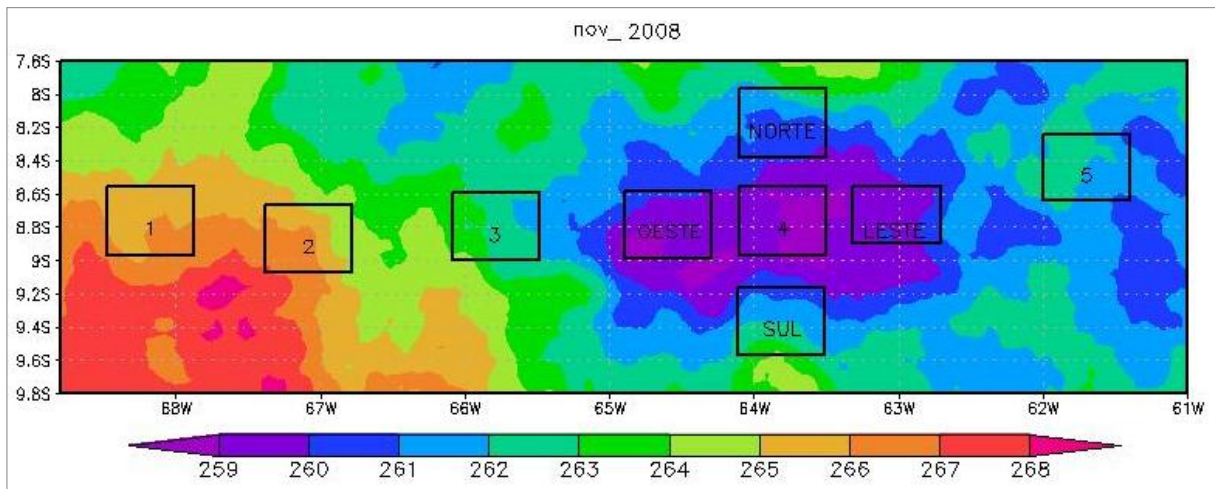 nov_ 2008
7.8S
8S
8.2S
8.4S
8.6S
8.8S
9S
9.2S
9.4S
9.6S
9.8S
NORTE
5
1
2
3
OESTE
4
LESTE
SUL
68W 67W 66W 65W 64W 63W 62W 61W
259 260 261 262 263 264 265 266 267 268